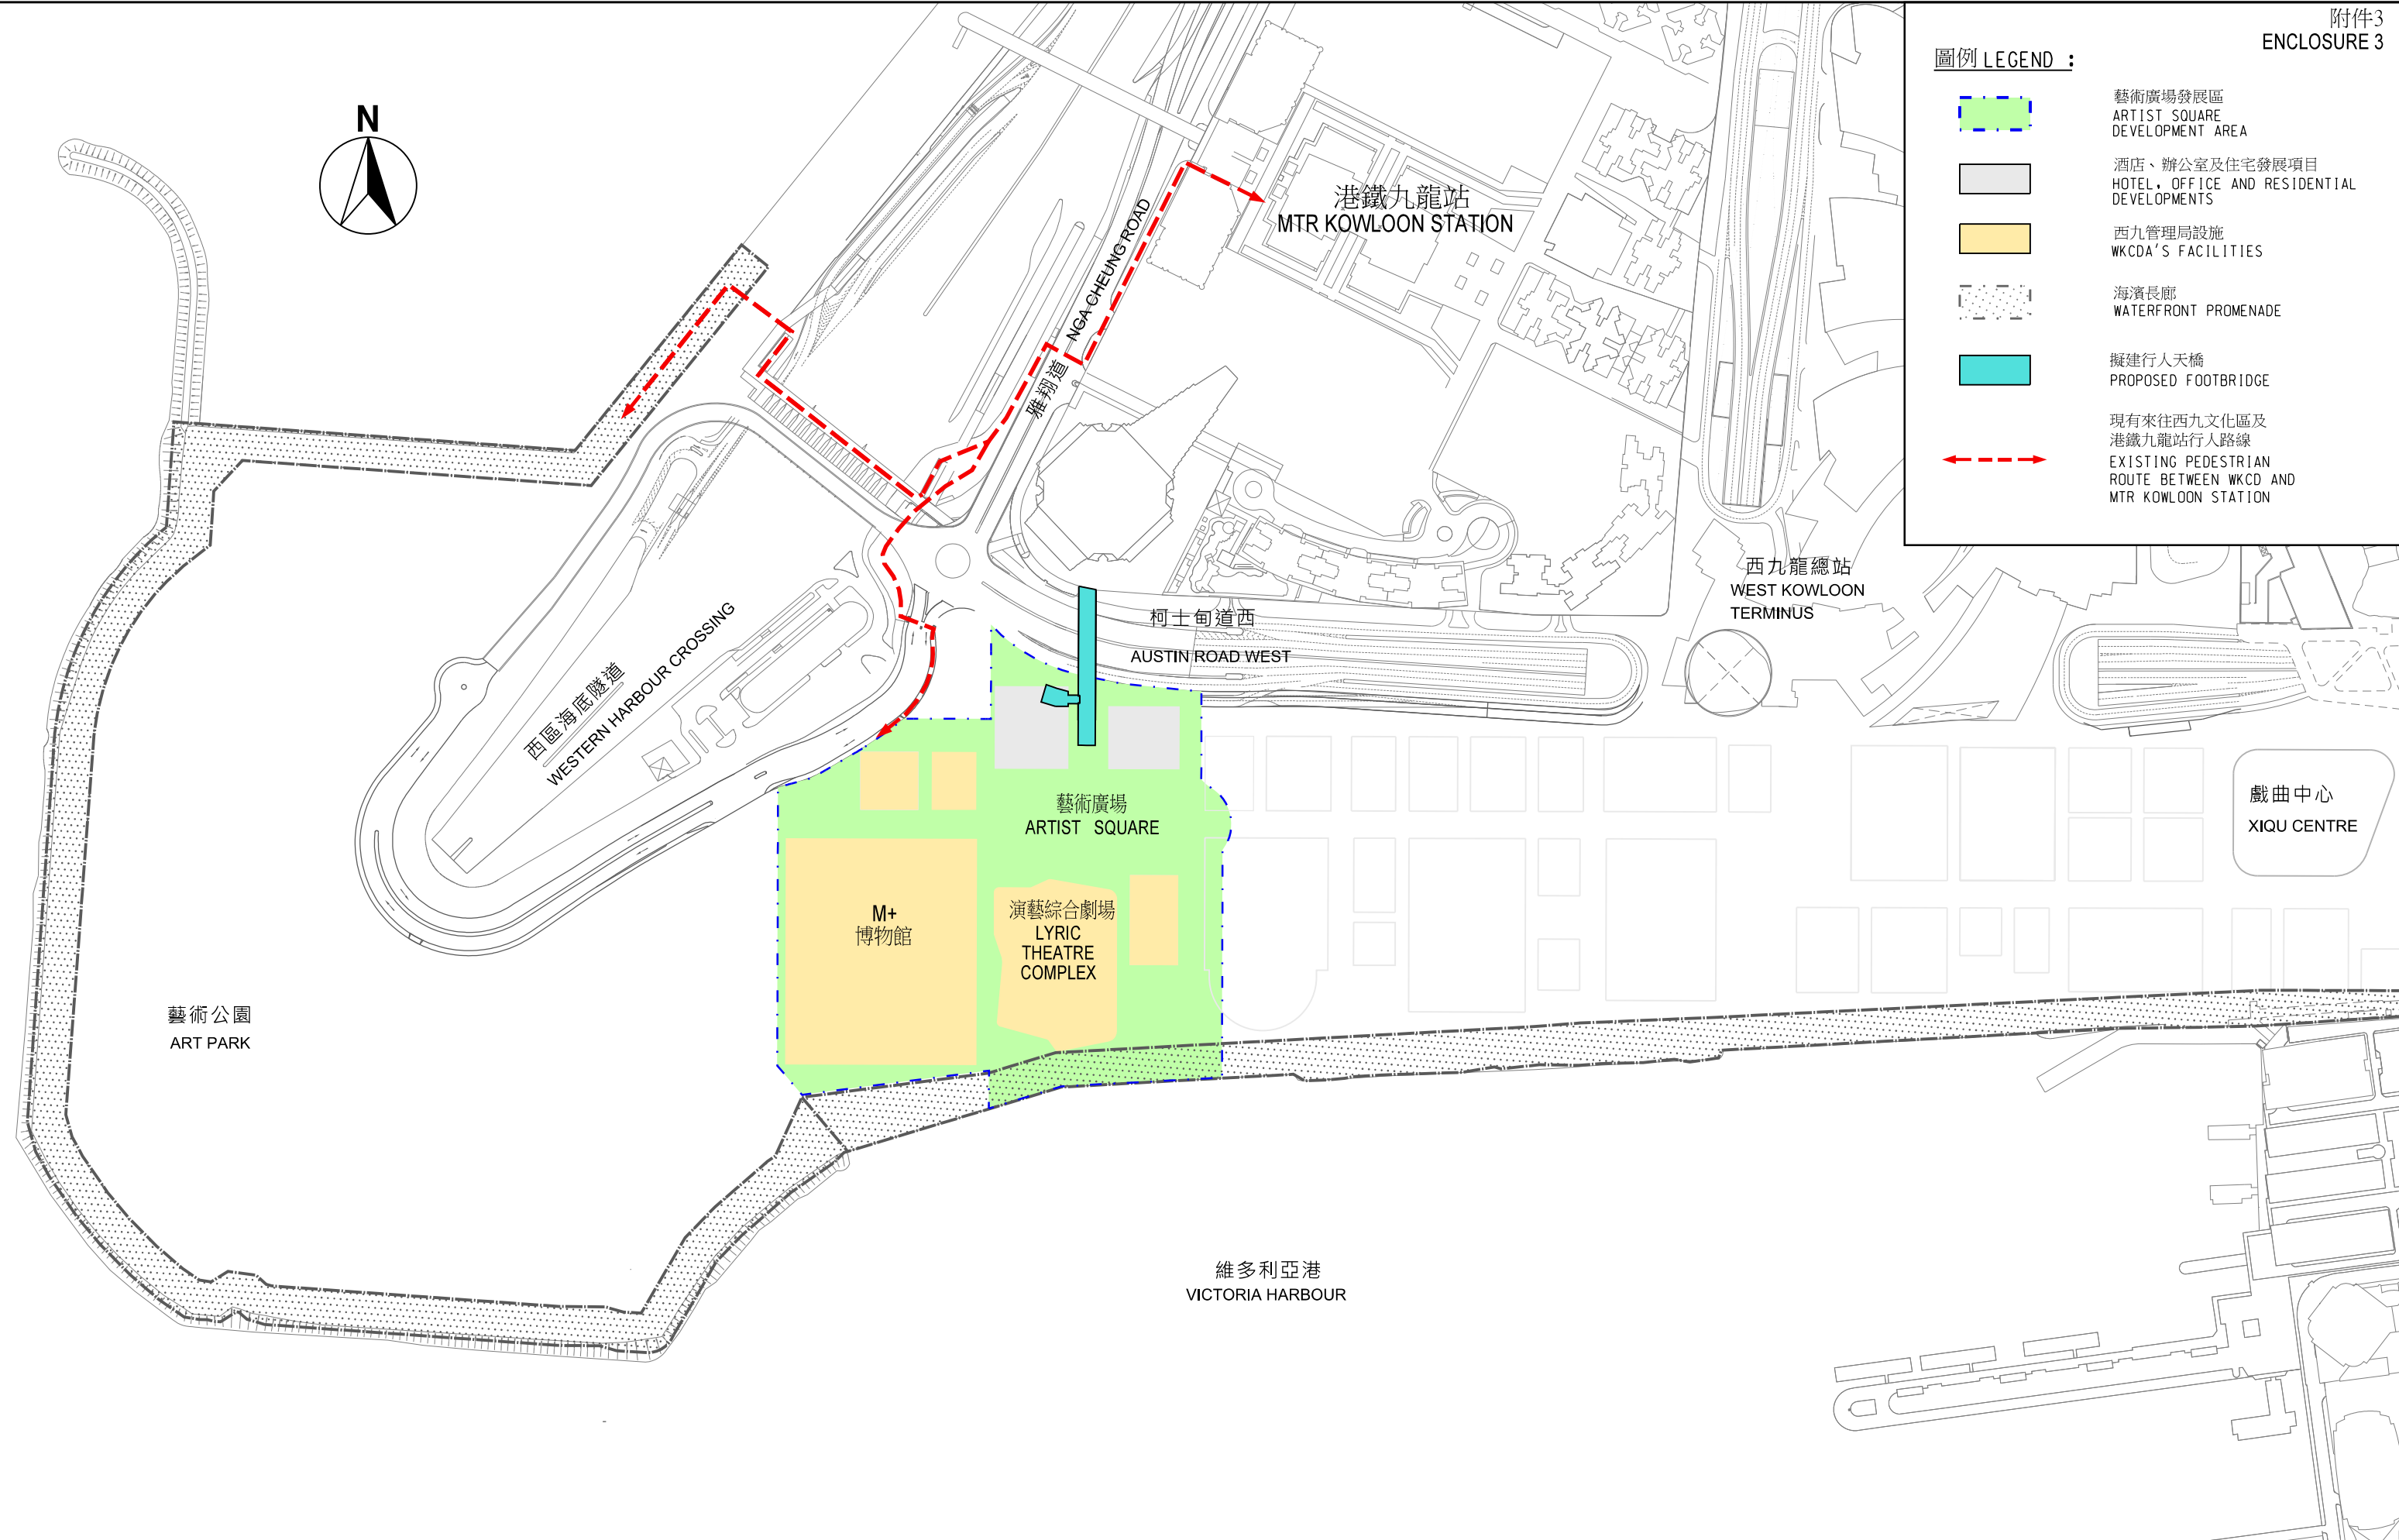 附件3
ENCLOSURE 3
圖例 LEGEND :
藝術廣場發展區
ARTIST SQUARE
DEVELOPMENT AREA
酒店、辦公室及住宅發展項目
HOTEL, OFFICE AND RESIDENTIAL
DEVELOPMENTS
西九管理局設施
WKCDA'S FACILITIES
海濱長廊
WATERFRONT PROMENADE
擬建行人天橋
PROPOSED FOOTBRIDGE
現有來往西九文化區及
港鐵九龍站行人路線
EXISTING PEDESTRIAN
ROUTE BETWEEN WKCD AND
MTR KOWLOON STATION
N
港鐵九龍站
MTR KOWLOON STATION
雅翔道 NGA CHEUNG ROAD
西九龍總站
WEST KOWLOON
TERMINUS
柯士甸道西
AUSTIN ROAD WEST
西區海底隧道
WESTERN HARBOUR CROSSING
藝術廣場
ARTIST SQUARE
戲曲中心
XIQU CENTRE
M+
博物館
演藝綜合劇場
LYRIC
THEATRE
COMPLEX
藝術公園
ART PARK
維多利亞港
VICTORIA HARBOUR